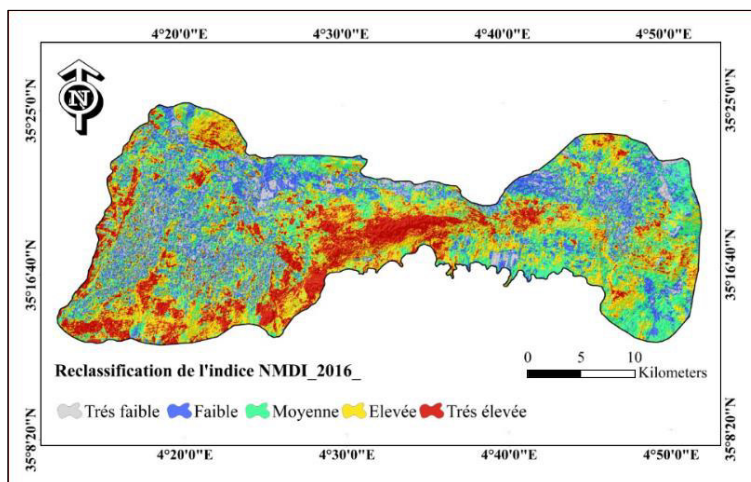 4°20'0"E 4°30'0"E 4°40'0"E 4°50'0"E
35°25'0"N 35°25'0"N
N
35°16'40"N 35°16'40"N
Reclassification de l'indice NMDI_2016_
0 5 10
Kilometers
Trés faible Faible Moyenne Elevée Trés élevée
35°8'20"N 35°8'20"N
4°20'0"E 4°30'0"E 4°40'0"E 4°50'0"E